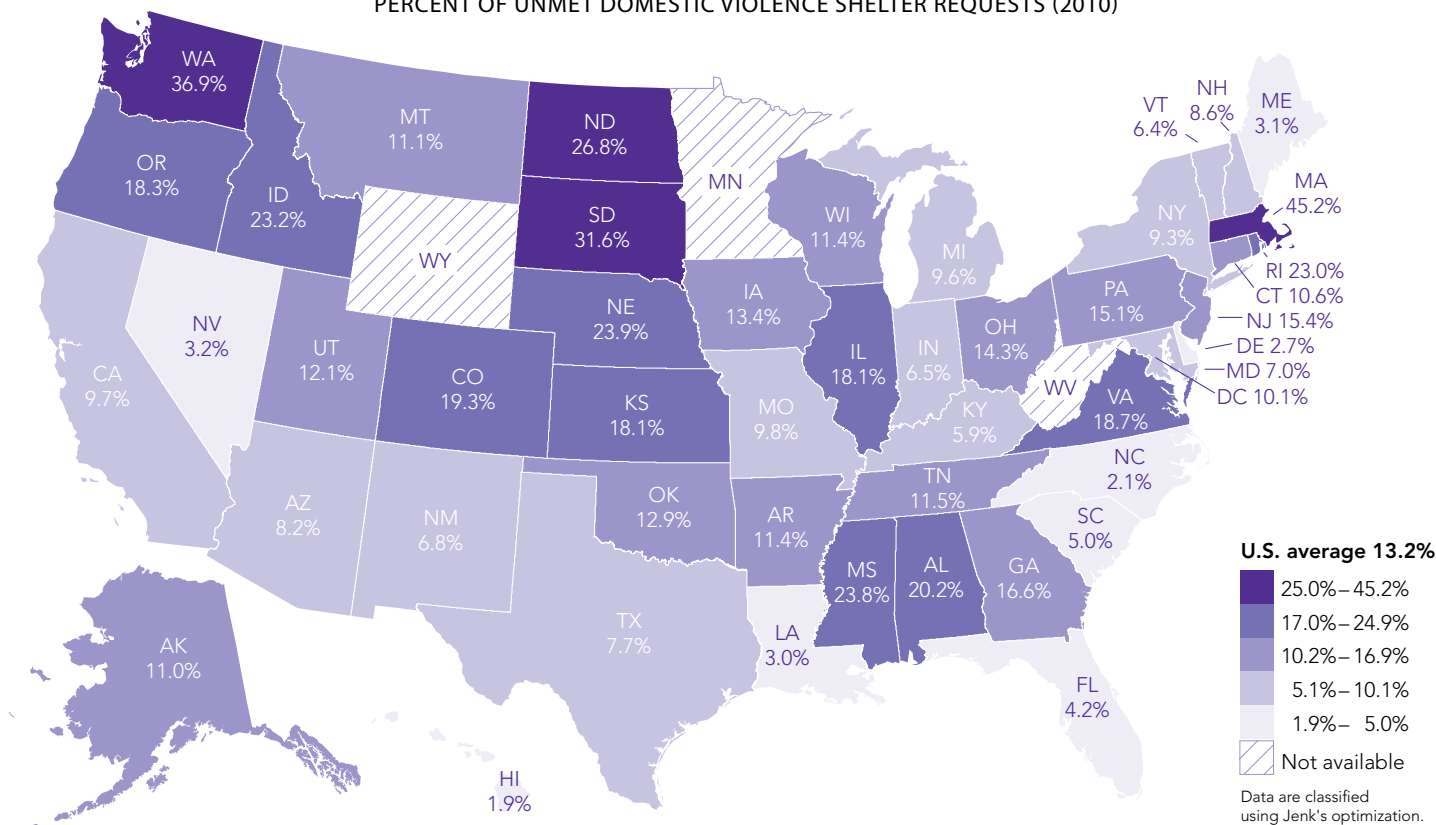 PERCENT OF UNMET DOMESTIC VIOLENCE SHELTER REQUESTS (2010)
WA
36.9%
OR
18.3%
ID
23.2%
MT
11.1%
ND
26.8%
SD
31.6%
MN
WI
11.4%
MI
9.6%
VT
6.4%
NH
8.6%
ME
3.1%
MA
45.2%
NY
9.3%
RI 23.0%
CT 10.6%
NJ 15.4%
DE 2.7%
MD 7.0%
DC 10.1%
PA
15.1%
WY
NE
23.9%
IA
13.4%
IL
18.1%
IN
6.5%
OH
14.3%
WV
VA
18.7%
CA
9.7%
NV
3.2%
UT
12.1%
CO
19.3%
KS
18.1%
MO
9.8%
KY
5.9%
NC
2.1%
TN
11.5%
SC
5.0%
AZ
8.2%
NM
6.8%
OK
12.9%
AR
11.4%
MS
23.8%
AL
20.2%
GA
16.6%
TX
7.7%
LA
3.0%
FL
4.2%
AK
11.0%
HI
1.9%
U.S. average 13.2%
25.0%–45.2%
17.0%–24.9%
10.2%–16.9%
5.1%–10.1%
1.9%– 5.0%
Not available
Data are classified
using Jenk's optimization.